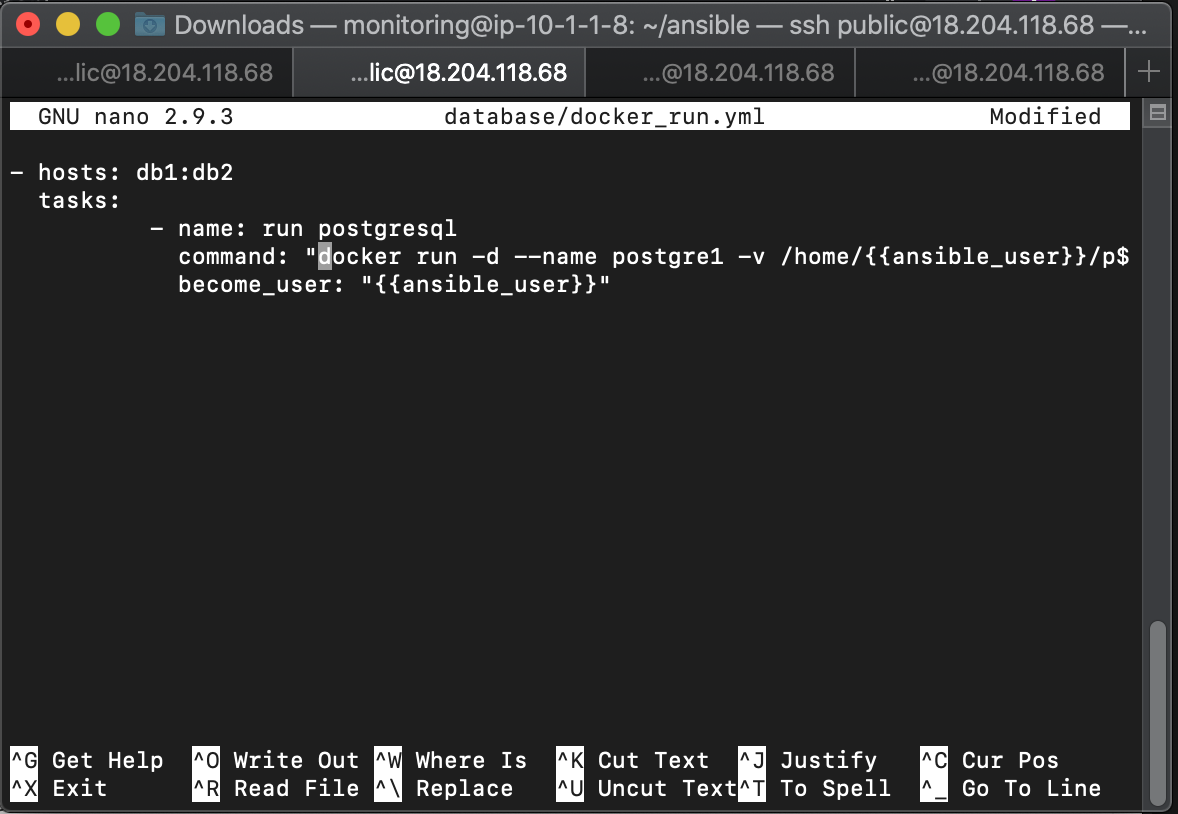 Downloads — monitoring@ip-10-1-1-8: ~/ansible — ssh public@18.204.118.68 —...
...lic@18.204.118.68 ...lic@18.204.118.68 ...@18.204.118.68 ...@18.204.118.68 +
GNU nano 2.9.3 database/docker_run.yml Modified
- hosts: db1:db2
tasks:
- name: run postgresql
command: "docker run -d --name postgre1 -v /home/{{ansible_user}}/p$
become_user: "{{ansible_user}}"
^G Get Help ^O Write Out ^W Where Is ^K Cut Text ^J Justify ^C Cur Pos
^X Exit ^R Read File ^\ Replace ^U Uncut Text ^T To Spell ^_ Go To Line